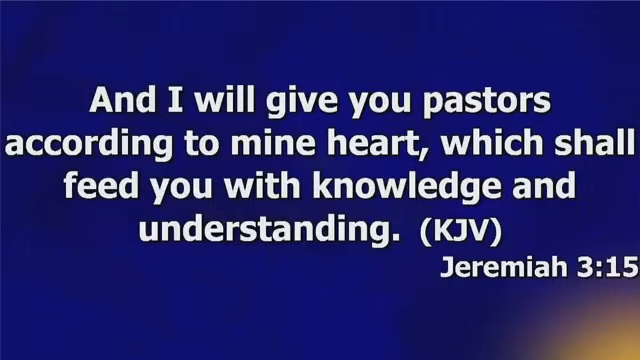 And I will give you pastors
according to mine heart, which shall
feed you with knowledge and
understanding. (KJV)
Jeremiah 3:15